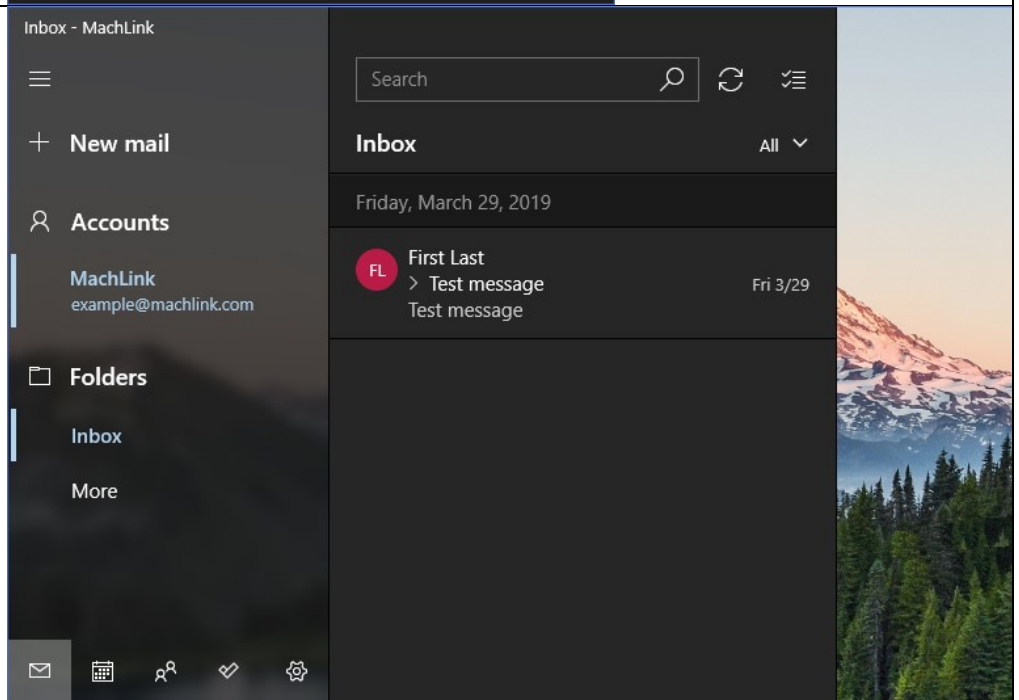 Inbox - MachLink
Search
New mail
Inbox
All
Friday, March 29, 2019
Accounts
FL
First Last
> Test message
Fri 3/29
Test message
MachLink
example@machlink.com
Folders
Inbox
More